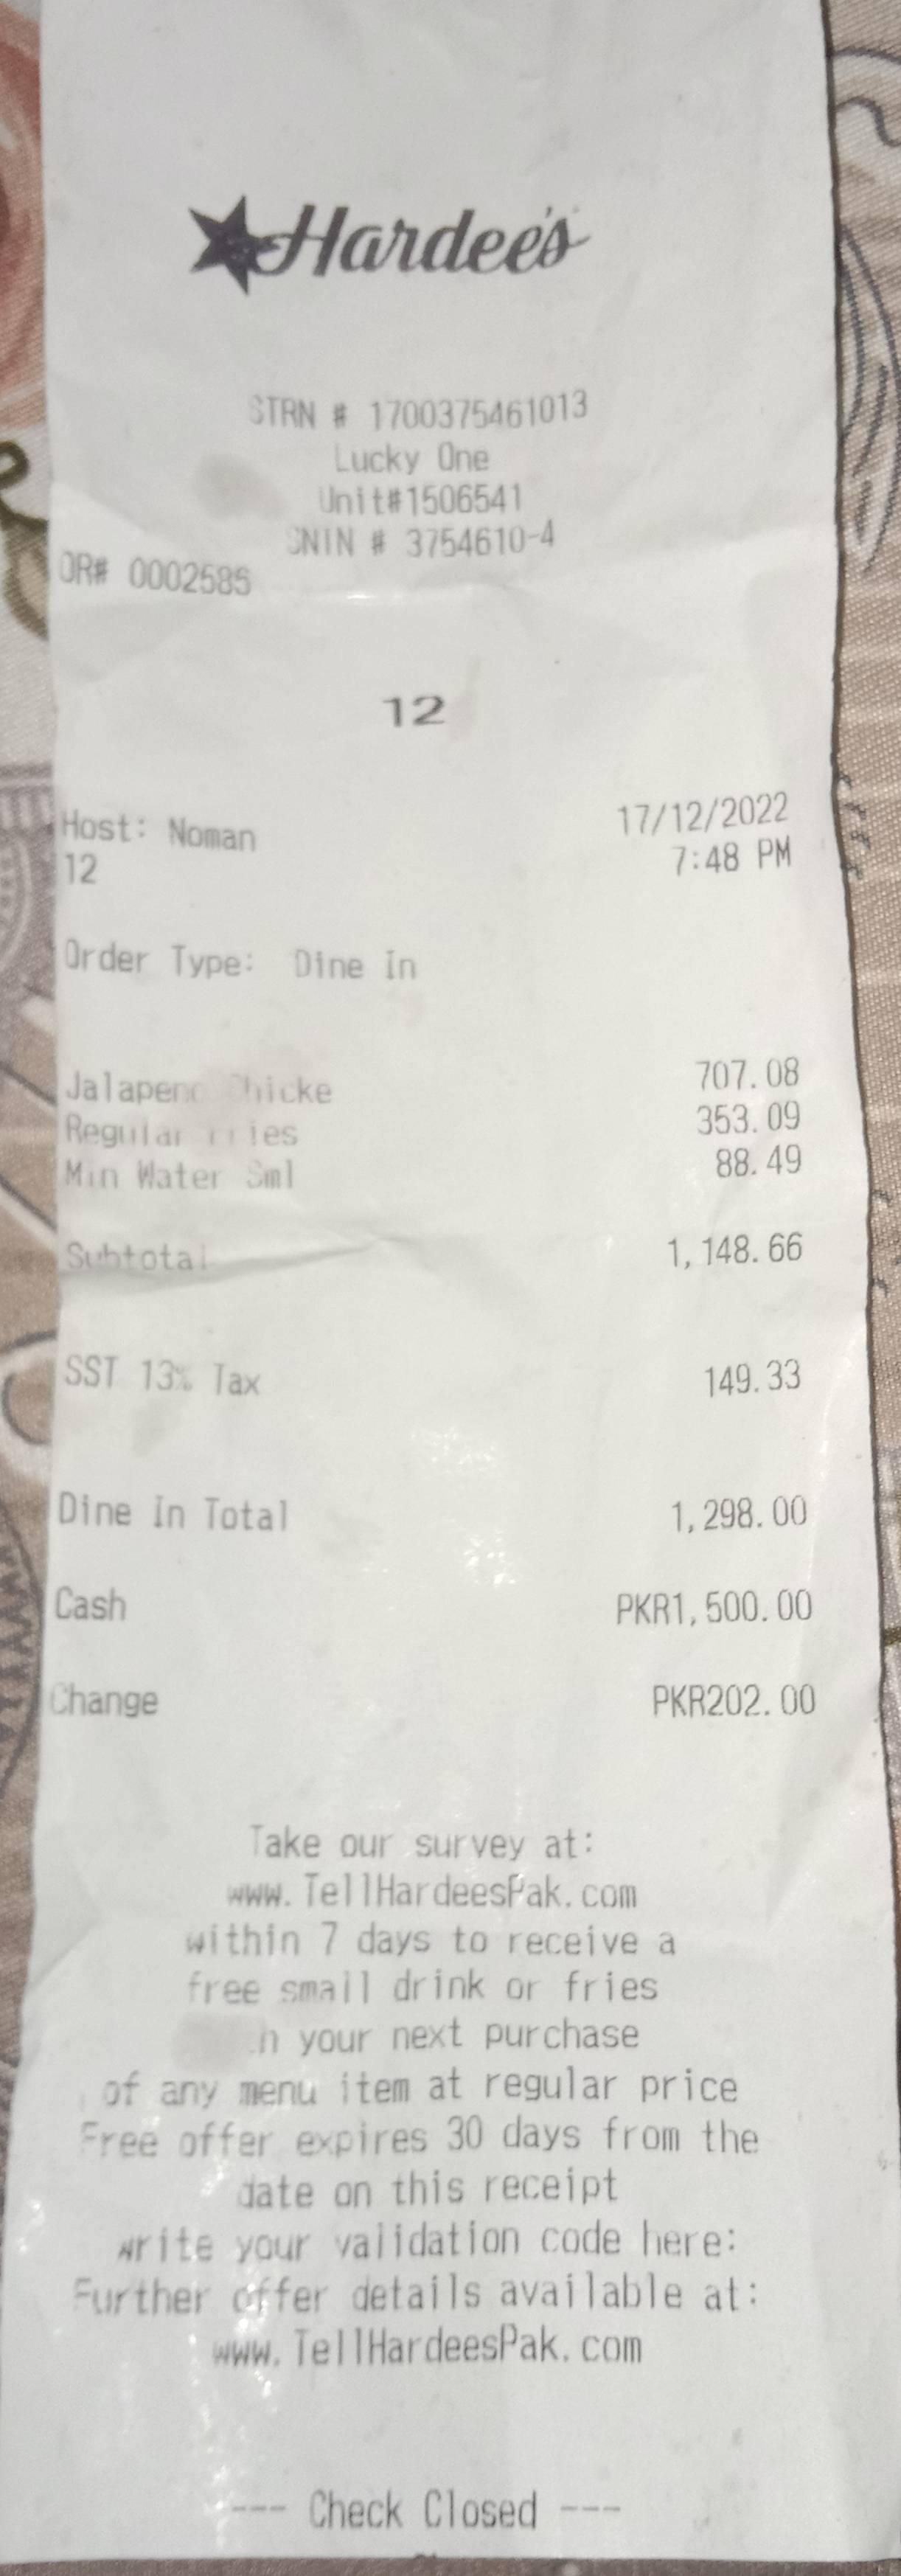 Hardee's
STRN # 1700375461013
Lucky One
Unit#1506541
SNTN # 3754610-4
OR# 0002585
12
Host: Noman 17/12/2022
12 7:48 PM
Order Type: Dine In
Jalapeno Chicke 707.08
Regular Fries 353.09
Min Water Sml 88.49
Subtotal 1,148.66
SST 13% Tax 149.33
Dine In Total 1,298.00
Cash PKR1,500.00
Change PKR202.00
Take our survey at:
www.TellHardeesPak.com
within 7 days to receive a
free small drink or fries
your next purchase
of any menu item at regular price
Free offer expires 30 days from the
date on this receipt
write your validation code here:
Further offer details available at:
www.TellHardeesPak.com
--- Check Closed ---